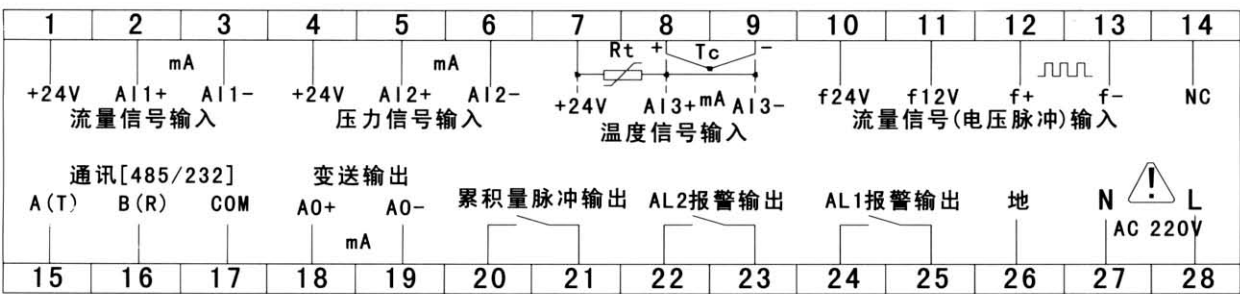 1 2 3 4 5 6 7 8 9 10 11 12 13 14
Rt + Tc -
mA mA
+24V AI1+ AI1- +24V AI2+ AI2- +24V AI3+ mA AI3- f24V f12V f+ f- NC
流量信号输入 压力信号输入 温度信号输入 流量信号(电压脉冲)输入
通讯[485/232] 变送输出
A(T) B(R) COM AO+ AO- 累积量脉冲输出 AL2报警输出 AL1报警输出 地 N ! L
mA AC 220V
15 16 17 18 19 20 21 22 23 24 25 26 27 28